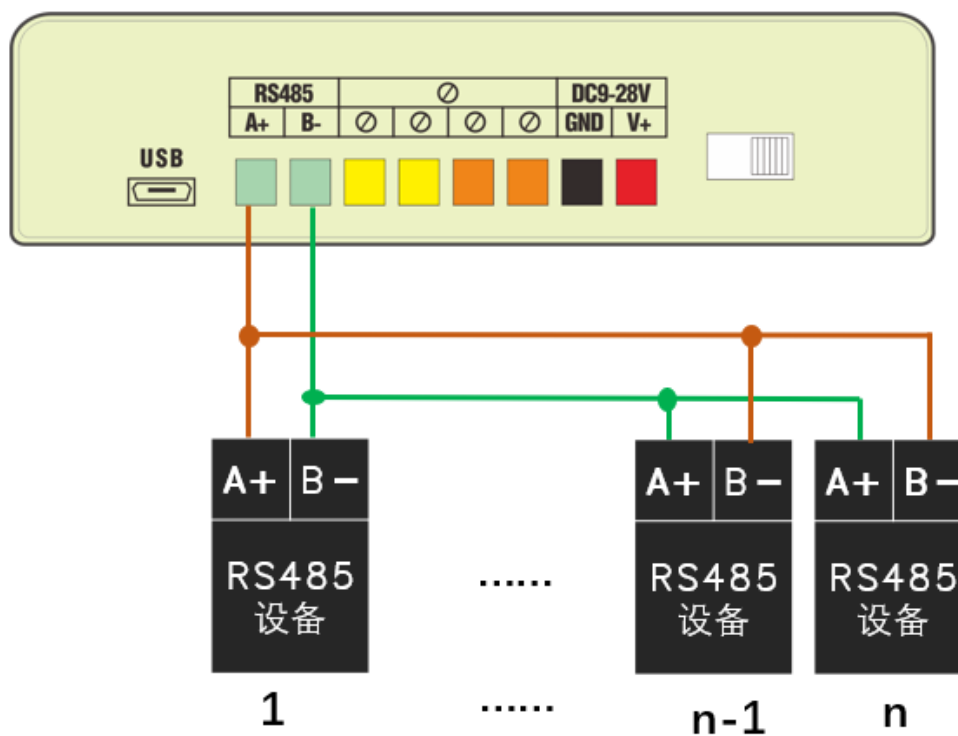 RS485 DC9-28V
A+ B- GND V+
USB
A+ B- A+ B- A+ B-
RS485 RS485 RS485
设备 设备 设备
...... 
1 ...... n-1 n